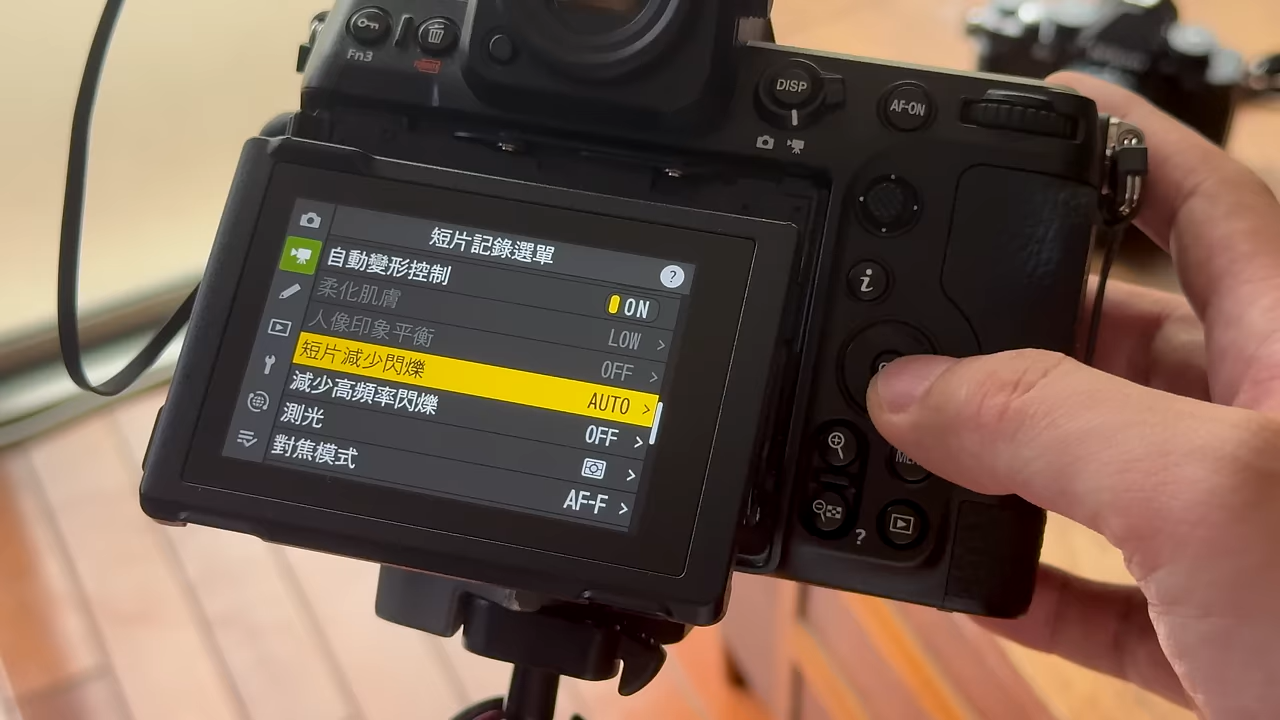 Fn3
DISP
AF-ON
短片記錄選單
?
自動變形控制
ON
柔化肌膚
LOW >
人像印象平衡
OFF >
短片減少閃爍
AUTO >
減少高頻率閃爍
OFF >
測光
>
對焦模式
AF-F >
i
?